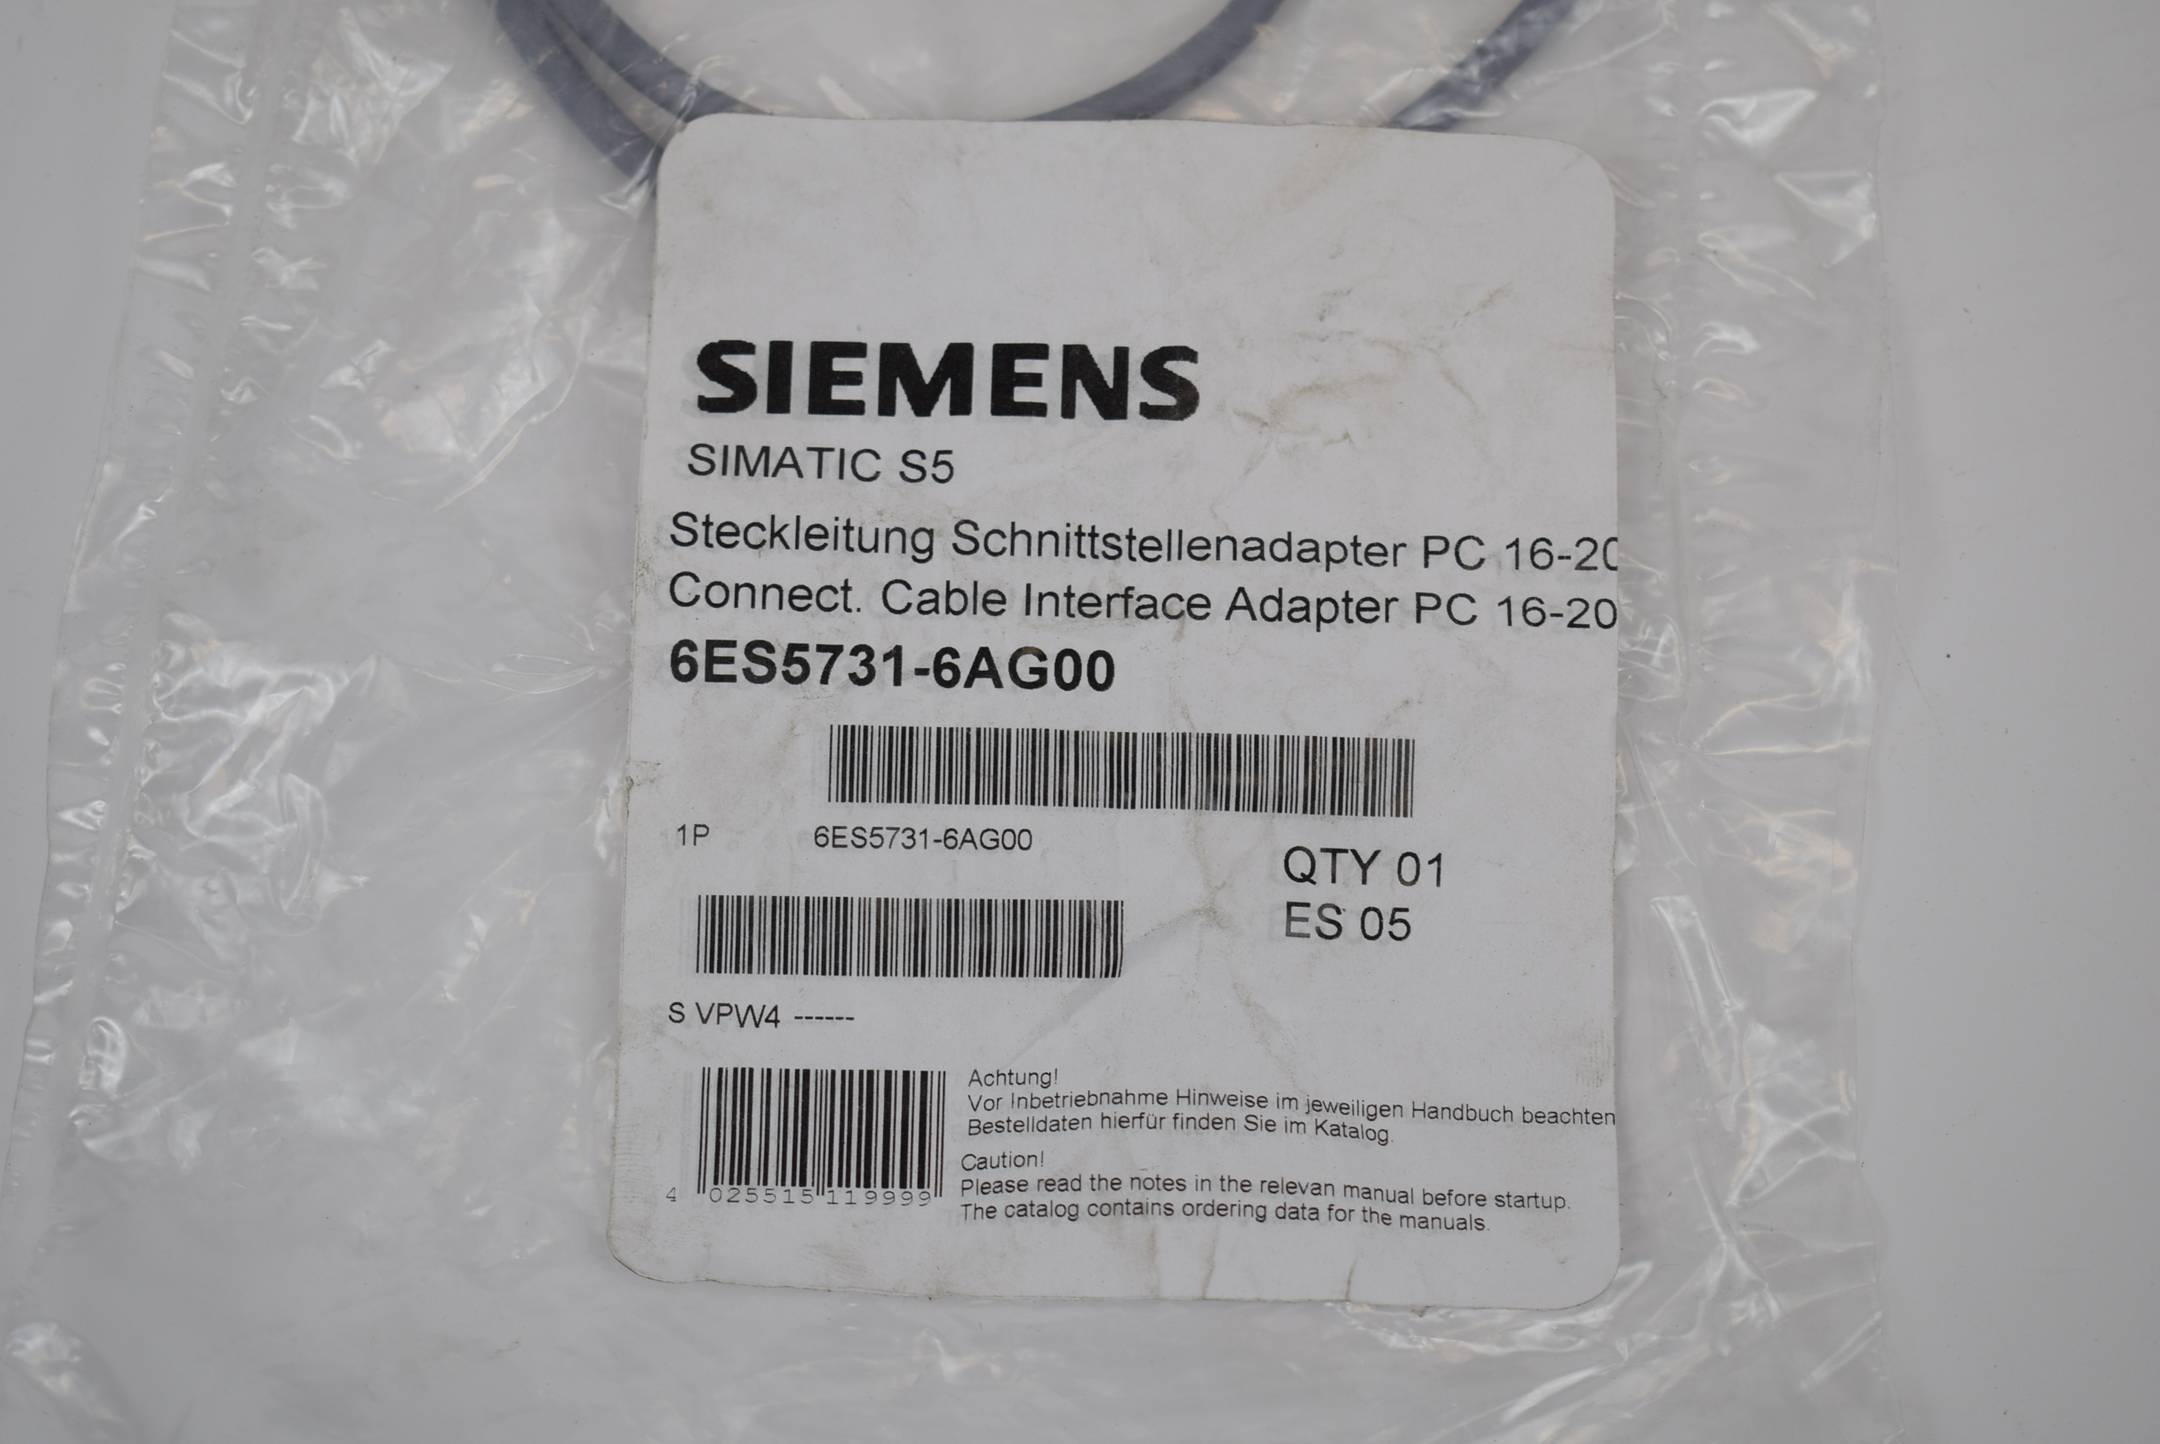 SIEMENS
SIMATIC S5
Steckleitung Schnittstellenadapter PC 16-20
Connect. Cable Interface Adapter PC 16-20
6ES5731-6AG00
1P 6ES5731-6AG00
QTY 01
ES 05
S VPW4 ------
4 025515 119999
Achtung!
Vor Inbetriebnahme Hinweise im jeweiligen Handbuch beachten
Bestelldaten hierfür finden Sie im Katalog.
Caution!
Please read the notes in the relevan manual before startup.
The catalog contains ordering data for the manuals.